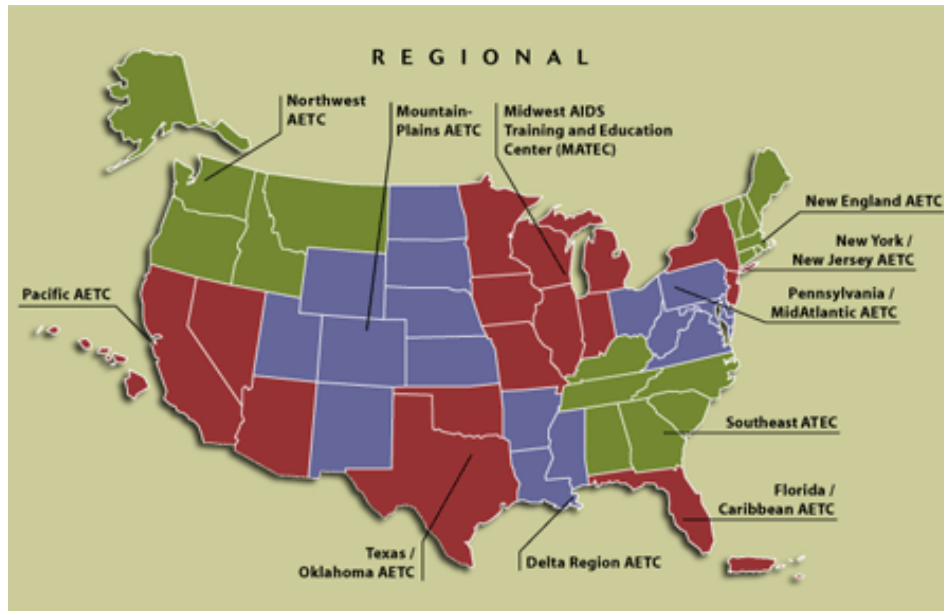 REGIONAL
Northwest
AETC
Mountain-
Plains AETC
Midwest AIDS
Training and Education
Center (MATEC)
New England AETC
New York /
New Jersey AETC
Pennsylvania /
MidAtlantic AETC
Pacific AETC
Southeast ATEC
Florida /
Caribbean AETC
Texas /
Oklahoma AETC
Delta Region AETC